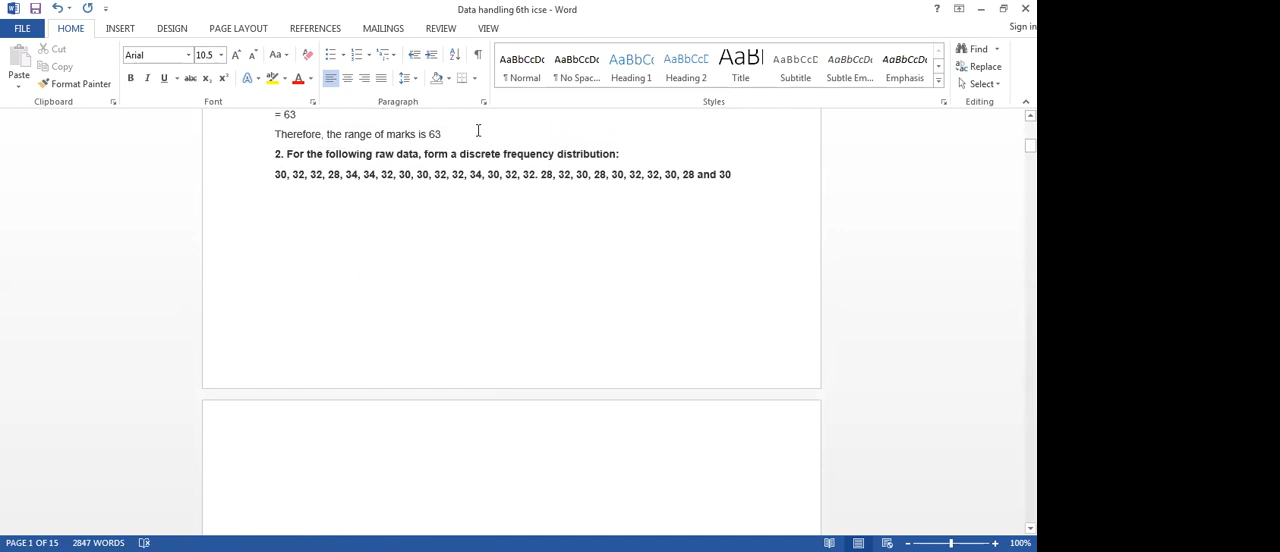 Data handling 6th icse - Word
Sign in
FILE HOME INSERT DESIGN PAGE LAYOUT REFERENCES MAILINGS REVIEW VIEW
Paste
Cut
Copy
Format Painter
Clipboard
Arial 10.5
Font
Paragraph
AaBbCcDc AaBbCcDc AaBbC( AaBbCcE AaBI AaBbCcDc AaBbCcDc AaBbCcDc
¶ Normal ¶ No Spac... Heading 1 Heading 2 Title Subtitle Subtle Em... Emphasis
Styles
Find
Replace
Select
Editing
= 63
Therefore, the range of marks is 63
2. For the following raw data, form a discrete frequency distribution:
30, 32, 32, 28, 34, 34, 32, 30, 30, 32, 32, 34, 30, 32, 32. 28, 32, 30, 28, 30, 32, 32, 30, 28 and 30
PAGE 1 OF 15 2847 WORDS 100%